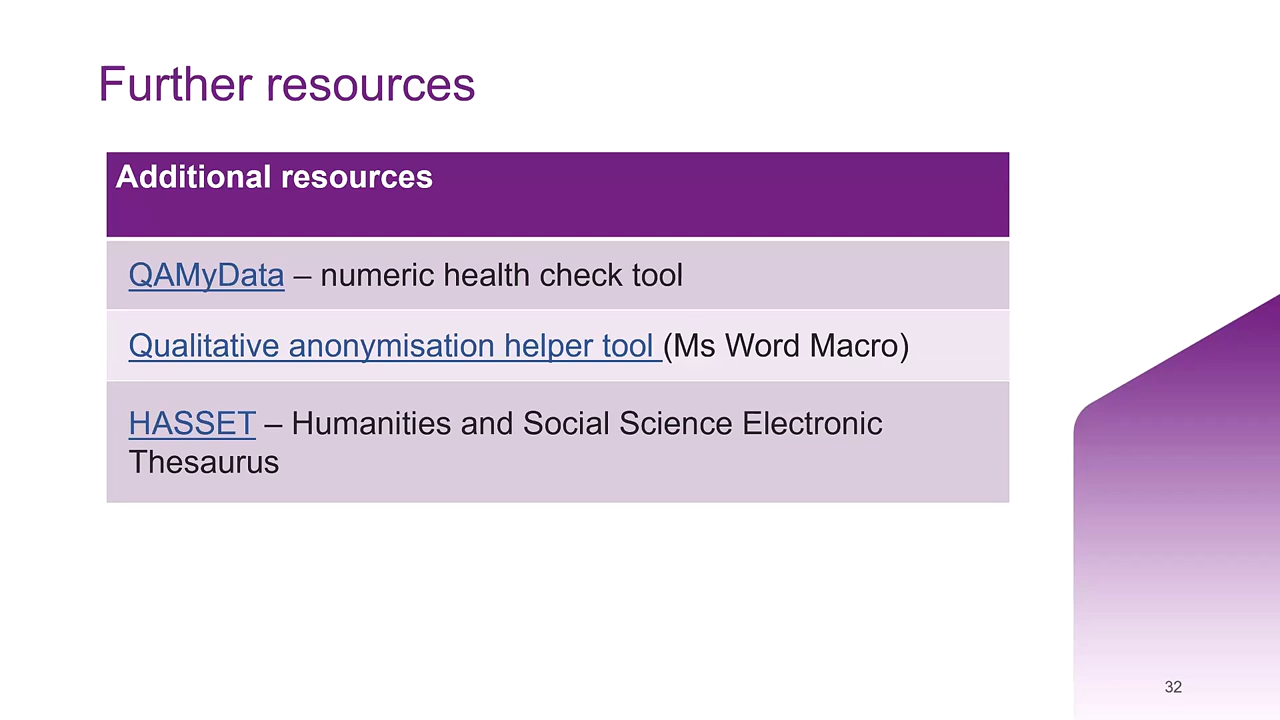 Further resources
Additional resources
QAMyData – numeric health check tool
Qualitative anonymisation helper tool (Ms Word Macro)
HASSET – Humanities and Social Science Electronic
Thesaurus
32